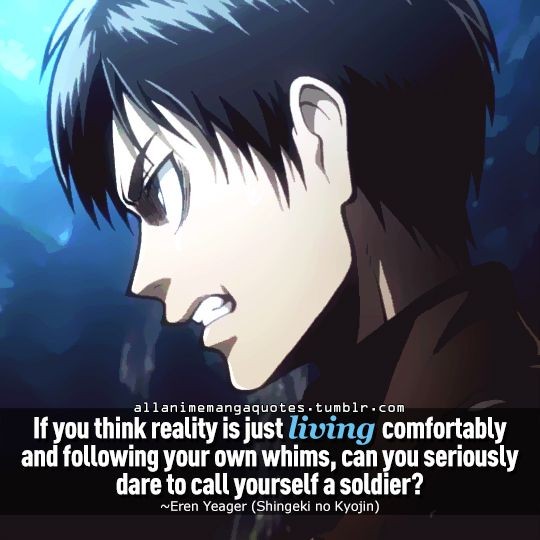 allanimemangaquotes.tumblr.com
If you think reality is just living comfortably
and following your own whims, can you seriously
dare to call yourself a soldier?
~Eren Yeager (Shingeki no Kyojin)